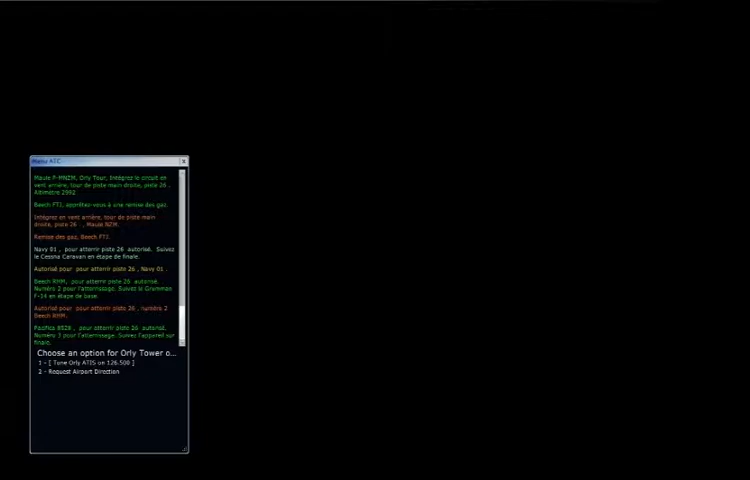 Menu ATC
Maule F-MNZM, Orly Tour, Intégrez le circuit en
vent arrière, tour de piste main droite, piste 26 ,
Altimètre 2992.
Beech FTJ, apprêtez-vous à une remise des gaz.
Intégrez en vent arrière, tour de piste main
droite, piste 26 , Maule NZM.
Remise des gaz, Beech FTJ.
Navy 01 , pour atterrir piste 26 autorisé. Suivez
le Cessna Caravan en étape de finale.
Autorisé pour pour atterrir piste 26 , Navy 01 .
Beech RHM, pour atterrir piste 26 autorisé.
Numéro 2 pour l'atterrissage. Suivez le Grumman
F-14 en étape de base.
Autorisé pour pour atterrir piste 26 , numéro 2
Beech RHM.
Pacifica 8528 , pour atterrir piste 26 autorisé.
Numéro 3 pour l'atterrissage. Suivez l'appareil sur
finale.
Choose an option for Orly Tower o...
1 - [ Tune Orly ATIS on 126.500 ]
2 - Request Airport Direction